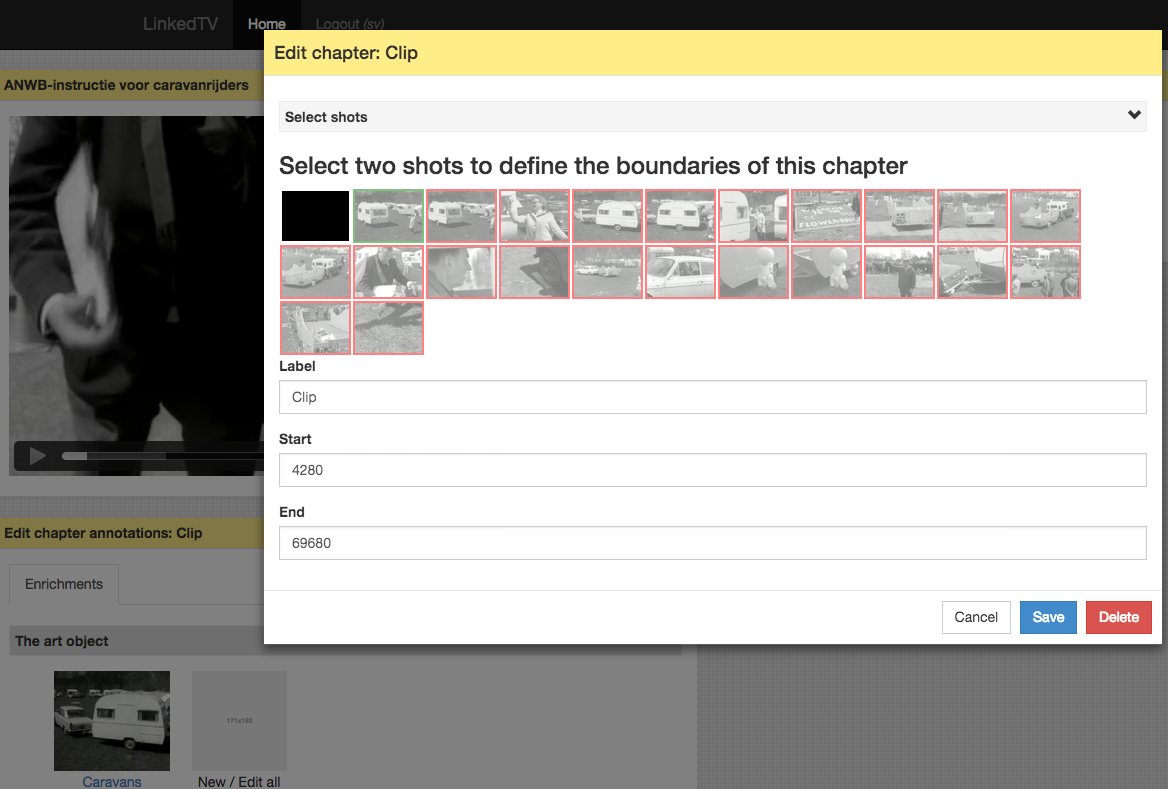 LinkedTV Home Logout (sv)
Edit chapter: Clip
ANWB-instructie voor caravanrijders
Select shots
Select two shots to define the boundaries of this chapter
FLOWER
Label
Clip
Start
4280
End
69680
Edit chapter annotations: Clip
Enrichments
Cancel Save Delete
The art object
171x180
Caravans New / Edit all